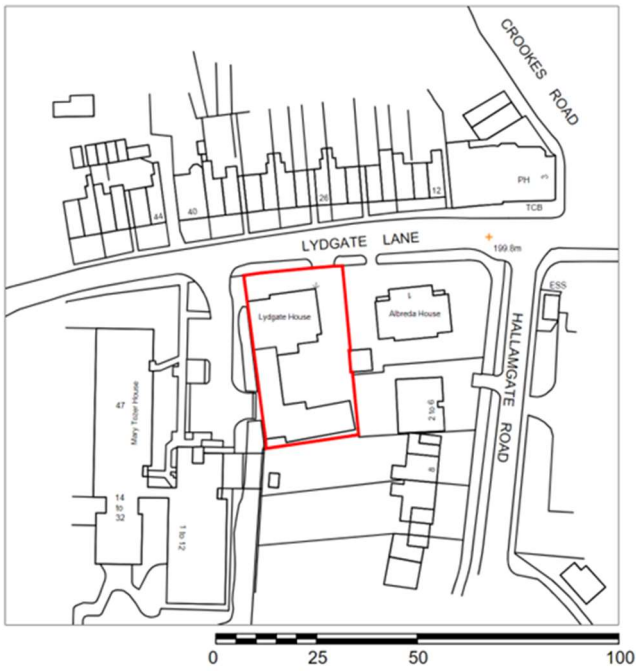 CROOKES ROAD
PH
3
TCB
44
40
26
12
LYDGATE LANE
199.8m
ESS
Lydgate House
1
Albreda House
HALLAMGATE ROAD
47
Mary Tozer House
2 to 6
8
14
to
32
1 to 12
0
25
50
100